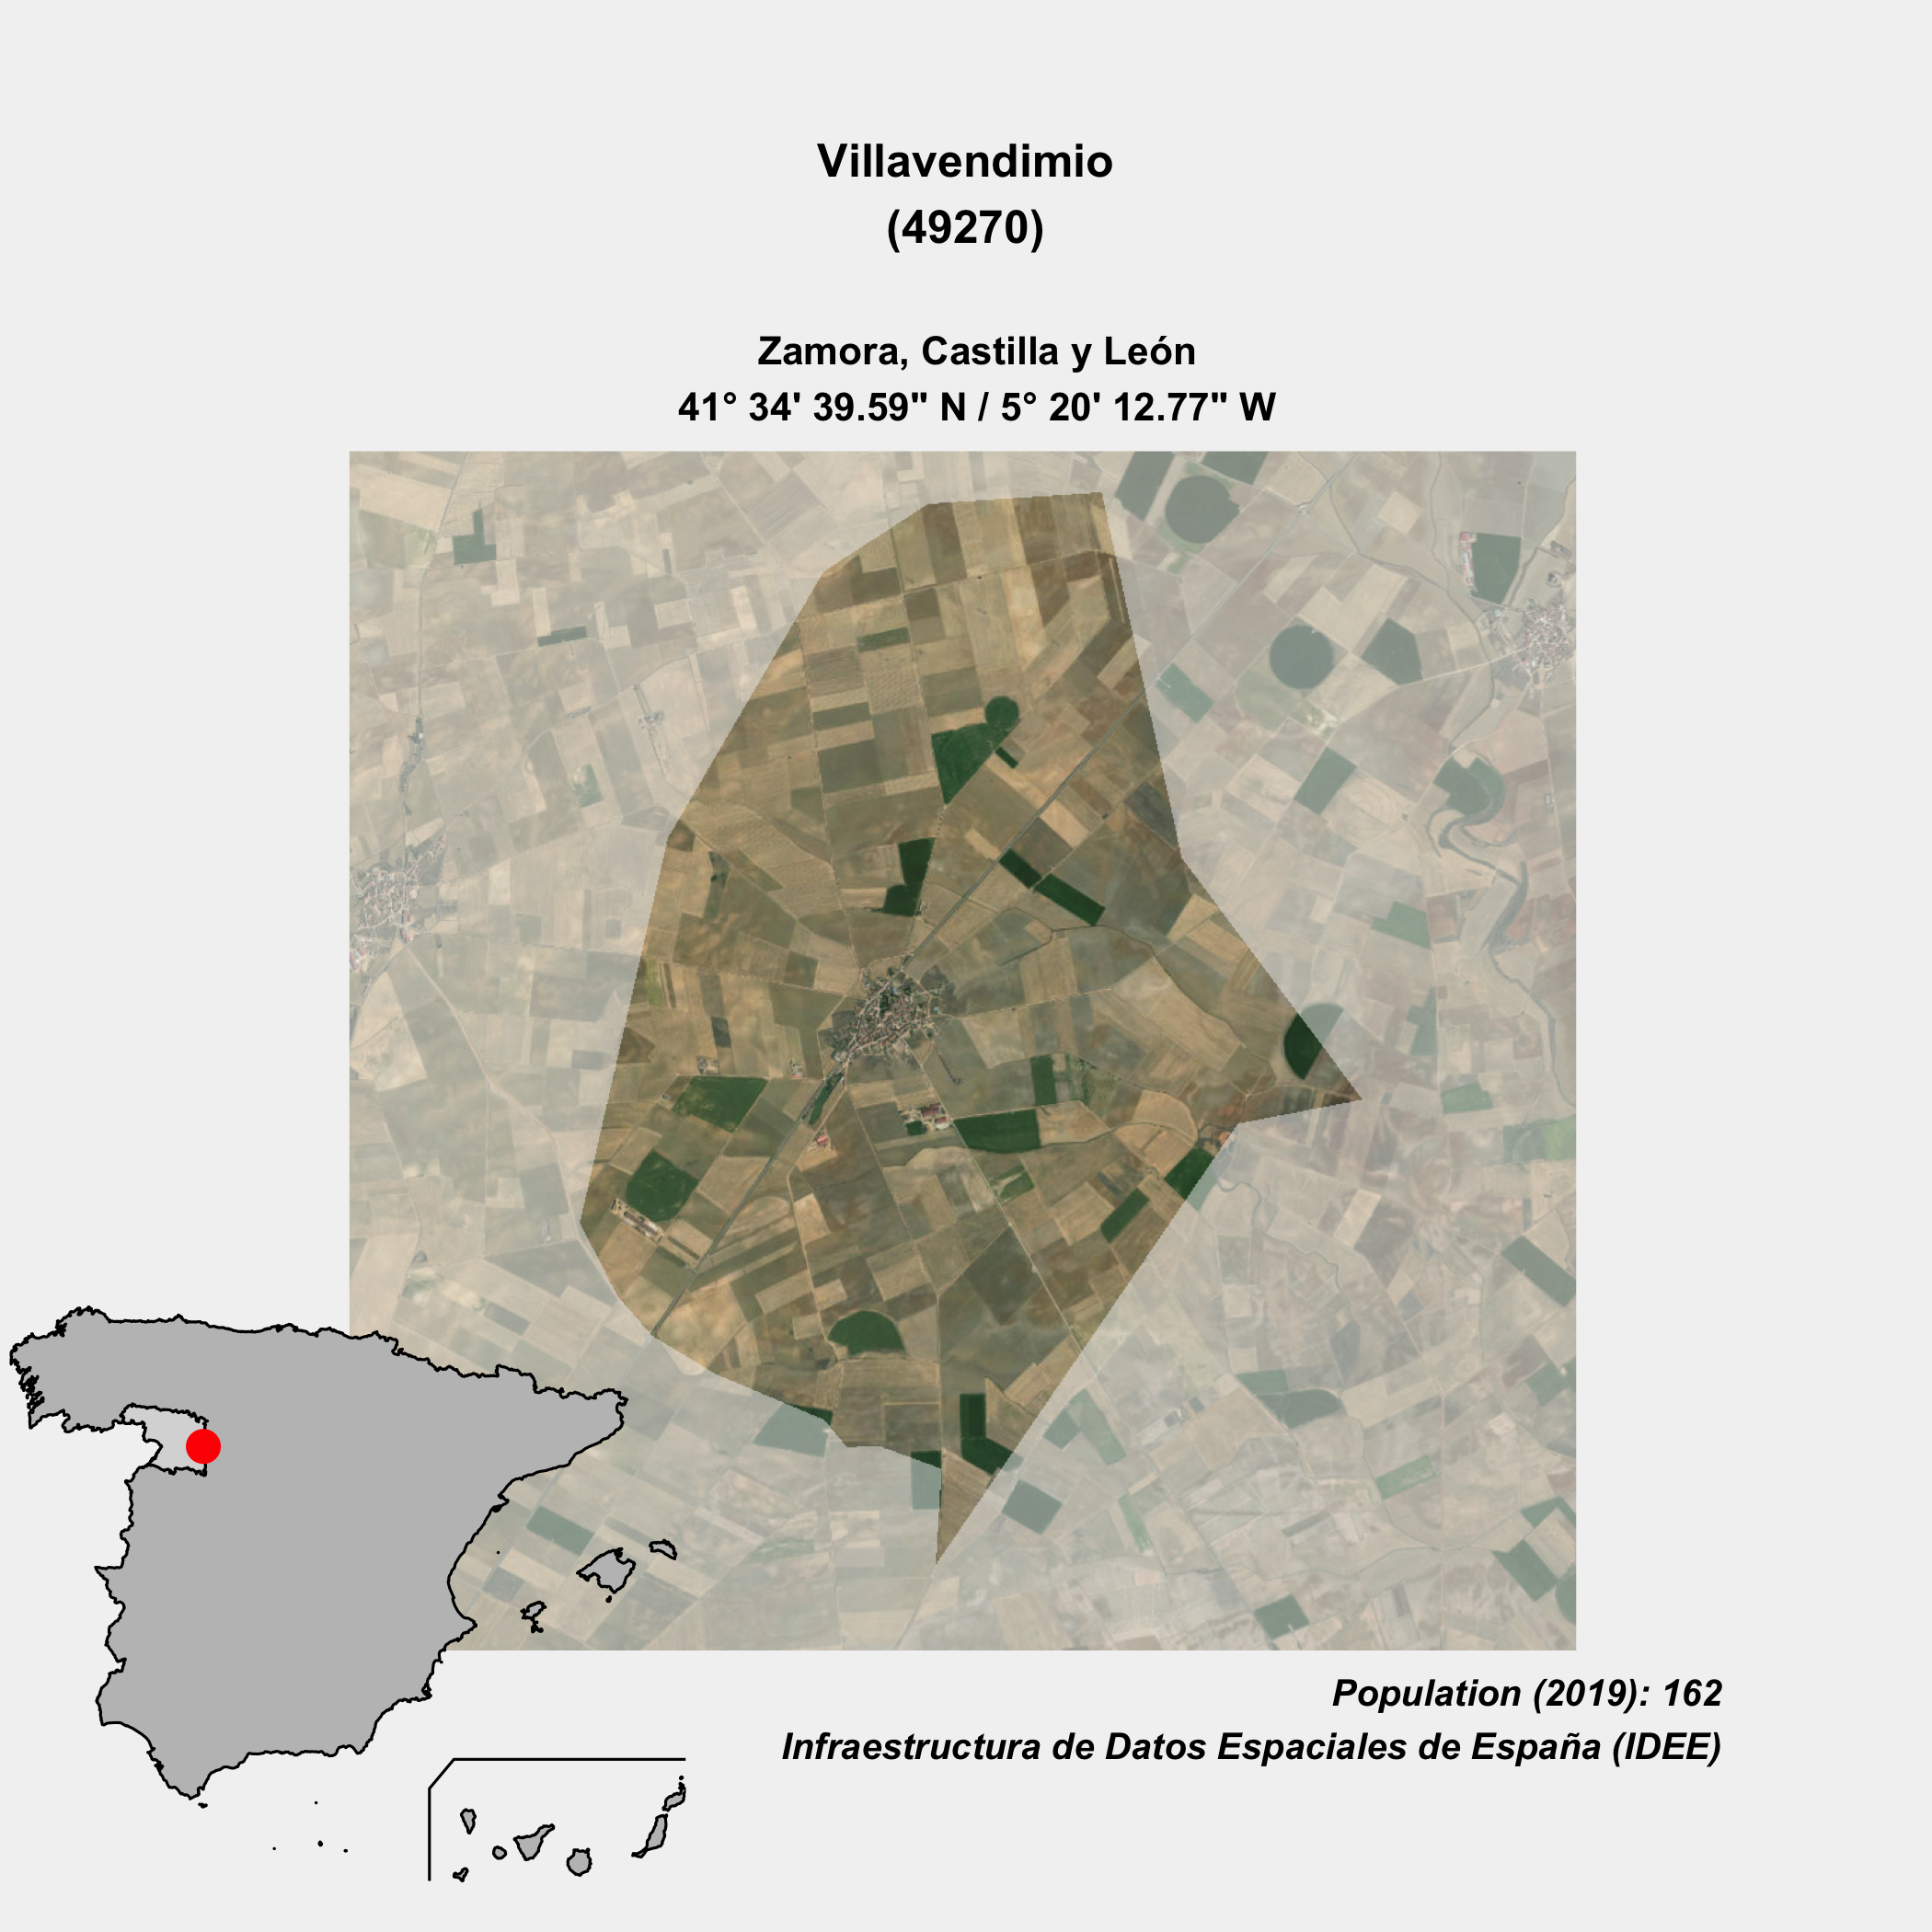 Villavendimio
(49270)
Zamora, Castilla y León
41° 34' 39.59" N / 5° 20' 12.77" W
Population (2019): 162
Infraestructura de Datos Espaciales de España (IDEE)